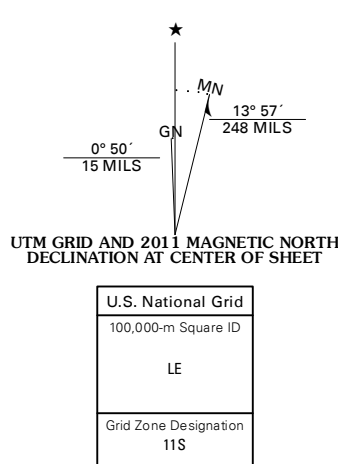 ★
MN
GN
13° 57´
248 MILS
0° 50´
15 MILS
UTM GRID AND 2011 MAGNETIC NORTH
DECLINATION AT CENTER OF SHEET
U.S. National Grid
100,000-m Square ID
LE
Grid Zone Designation
11S